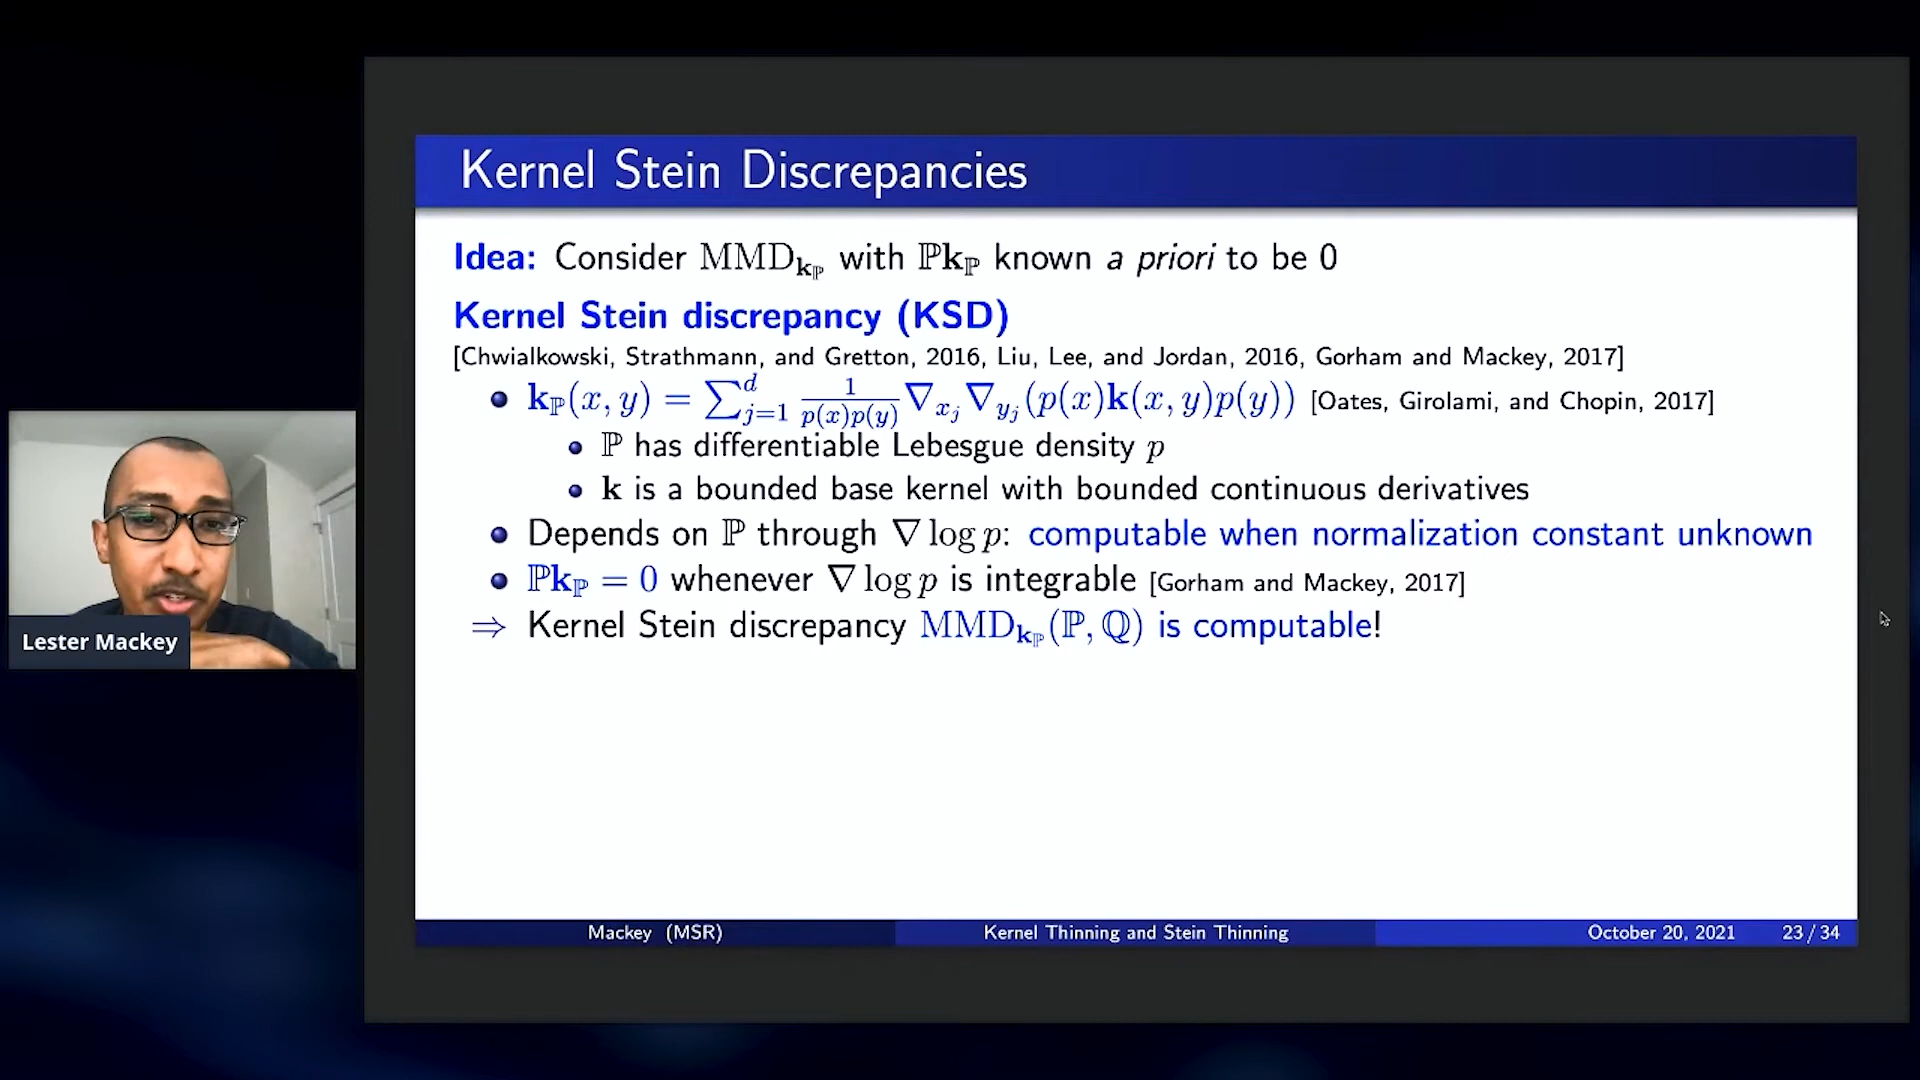 Kernel Stein Discrepancies
Idea: Consider MMD_{k_ℙ} with ℙk_ℙ known a priori to be 0
Kernel Stein discrepancy (KSD)
[Chwialkowski, Strathmann, and Gretton, 2016, Liu, Lee, and Jordan, 2016, Gorham and Mackey, 2017]
• k_ℙ(x, y) = ∑_{j=1}^{d} \frac{1}{p(x)p(y)} ∇_{x_j} ∇_{y_j} (p(x)k(x, y)p(y)) [Oates, Girolami, and Chopin, 2017]
• ℙ has differentiable Lebesgue density p
• k is a bounded base kernel with bounded continuous derivatives
• Depends on ℙ through ∇ log p: computable when normalization constant unknown
• ℙk_ℙ = 0 whenever ∇ log p is integrable [Gorham and Mackey, 2017]
⇒ Kernel Stein discrepancy MMD_{k_ℙ}(ℙ, ℚ) is computable!
Lester Mackey
Mackey (MSR) Kernel Thinning and Stein Thinning October 20, 2021 23 / 34